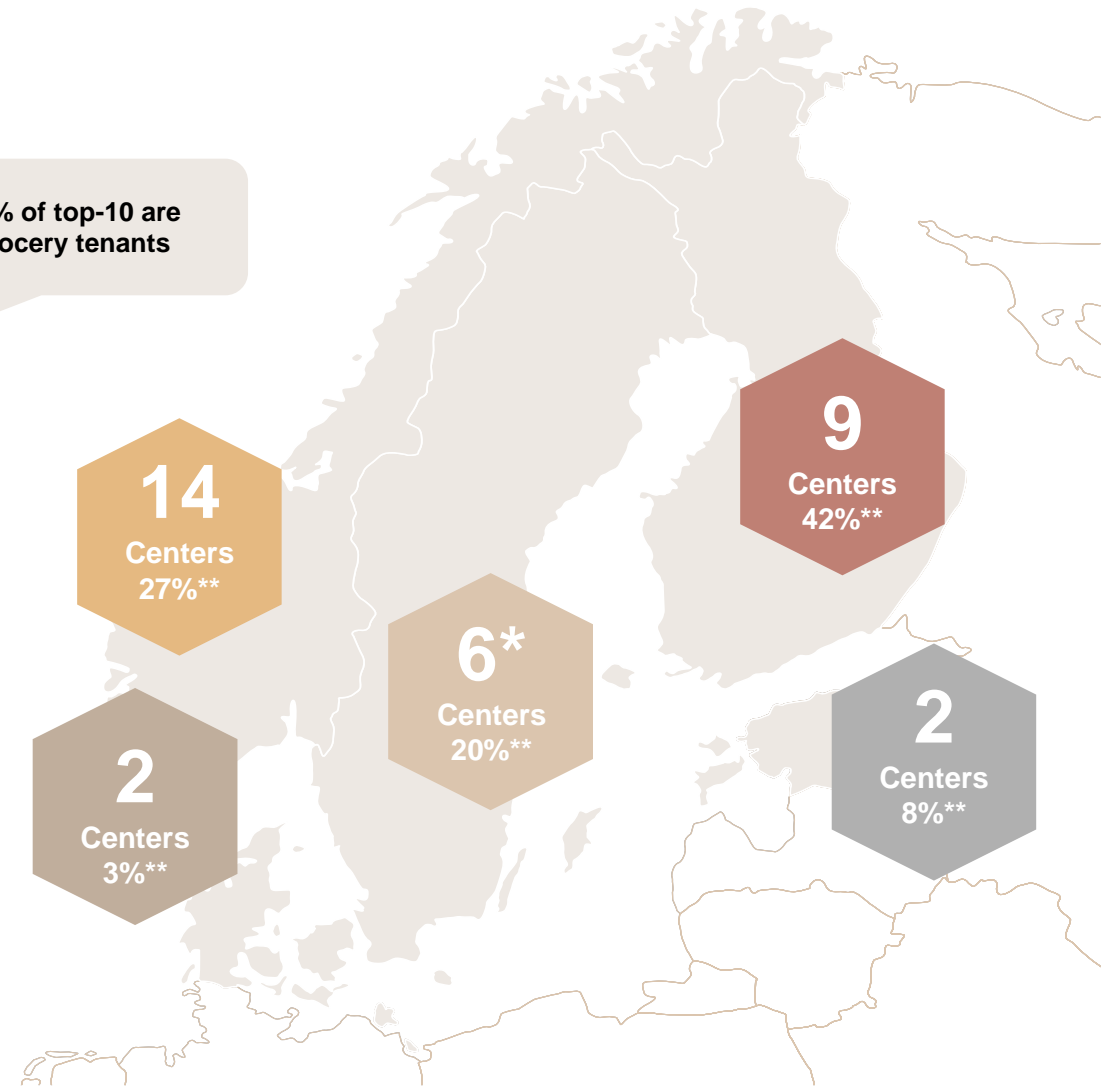 % of top-10 are
ocery tenants
9
Centers
42%**
14
Centers
27%**
6*
Centers
20%**
2
Centers
8%**
2
Centers
3%**